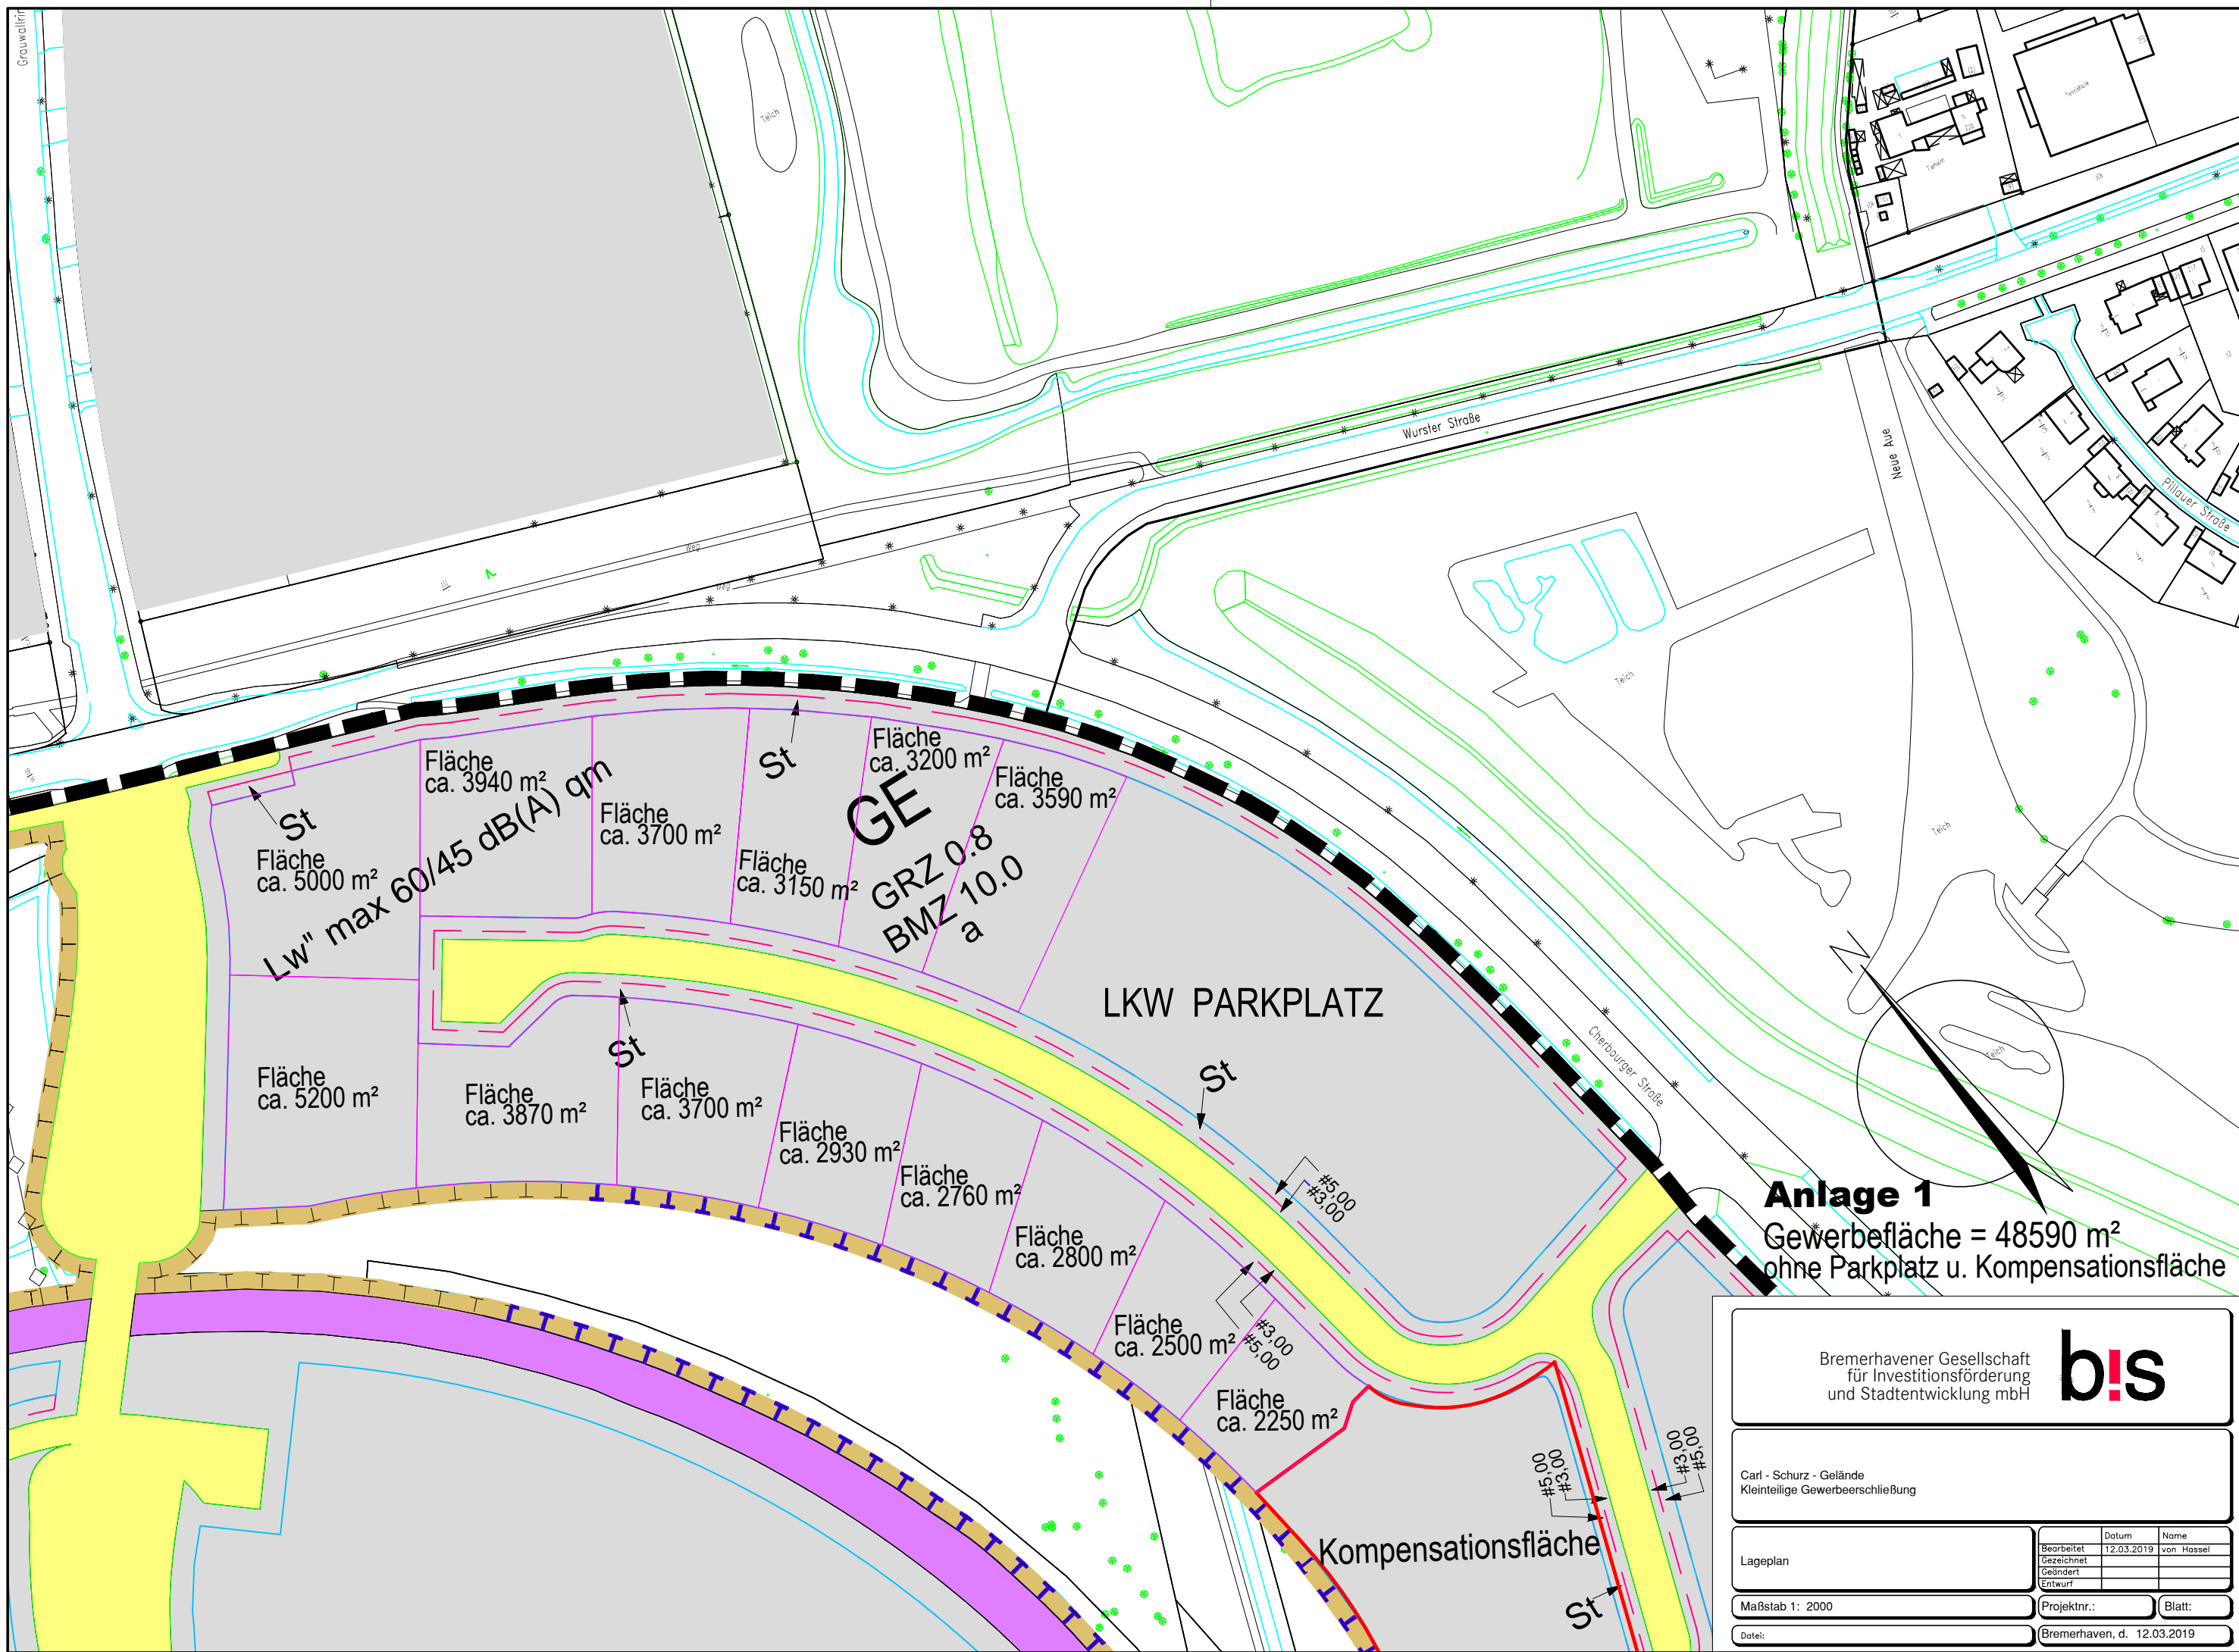 Grauwallrin
Teich
Tennishalle
Tierheim
Wurster Straße
Neue Aue
Pillauer Straße
Weg
Weg
Teich
Teich
Teich
Cherbourger Straße
Fläche
ca. 5000 m²
Fläche
ca. 3940 m²
Fläche
ca. 3700 m²
Fläche
ca. 3150 m²
Fläche
ca. 3200 m²
Fläche
ca. 3590 m²
St
St
Lw" max 60/45 dB(A) qm
GE
GRZ 0.8
BMZ 10.0
a
LKW PARKPLATZ
St
St
Fläche
ca. 5200 m²
Fläche
ca. 3870 m²
Fläche
ca. 3700 m²
Fläche
ca. 2930 m²
Fläche
ca. 2760 m²
Fläche
ca. 2800 m²
Fläche
ca. 2500 m²
Fläche
ca. 2250 m²
#5,00
#3,00
#3,00
#5,00
#5,00
#3,00
#3,00
#5,00
Kompensationsfläche
St
N
Anlage 1
Gewerbefläche = 48590 m²
ohne Parkplatz u. Kompensationsfläche
Bremerhavener Gesellschaft
für Investitionsförderung
und Stadtentwicklung mbH
b!s
Carl - Schurz - Gelände
Kleinteilige Gewerbeerschließung
Lageplan
Datum Name
Bearbeitet 12.03.2019 von Hassel
Gezeichnet
Geändert
Entwurf
Maßstab 1: 2000
Projektnr.:
Blatt:
Datei:
Bremerhaven, d. 12.03.2019